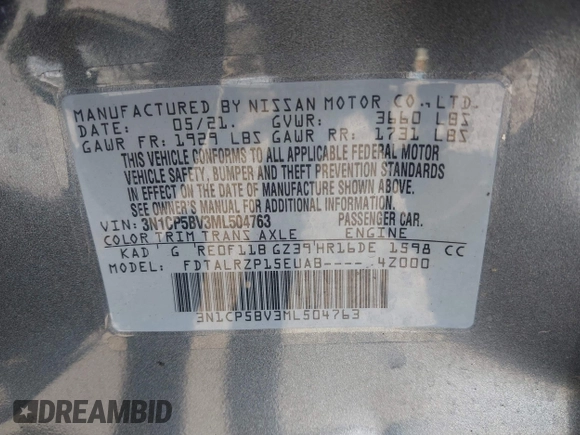 MANUFACTURED BY NISSAN MOTOR CO., LTD.
DATE: 05/21. GVWR: 3660 LBS
GAWR FR: 1929 LBS GAWR RR: 1731 LBS
THIS VEHICLE CONFORMS TO ALL APPLICABLE FEDERAL MOTOR
VEHICLE SAFETY, BUMPER AND THEFT PREVENTION STANDARDS
IN EFFECT ON THE DATE OF MANUFACTURE SHOWN ABOVE.
SEE OWNER'S MANUAL FOR ADDITIONAL INFORMATION.
VIN: 3N1CP5BV3ML504763 PASSENGER CAR.
COLOR TRIM TRANS AXLE ENGINE
KAD G RE0F11B GZ39 HR16DE 1598 CC
MODEL: FDTALRZP15EUAB---- 4Z000
3N1CP5BV3ML504763
DREAMBID